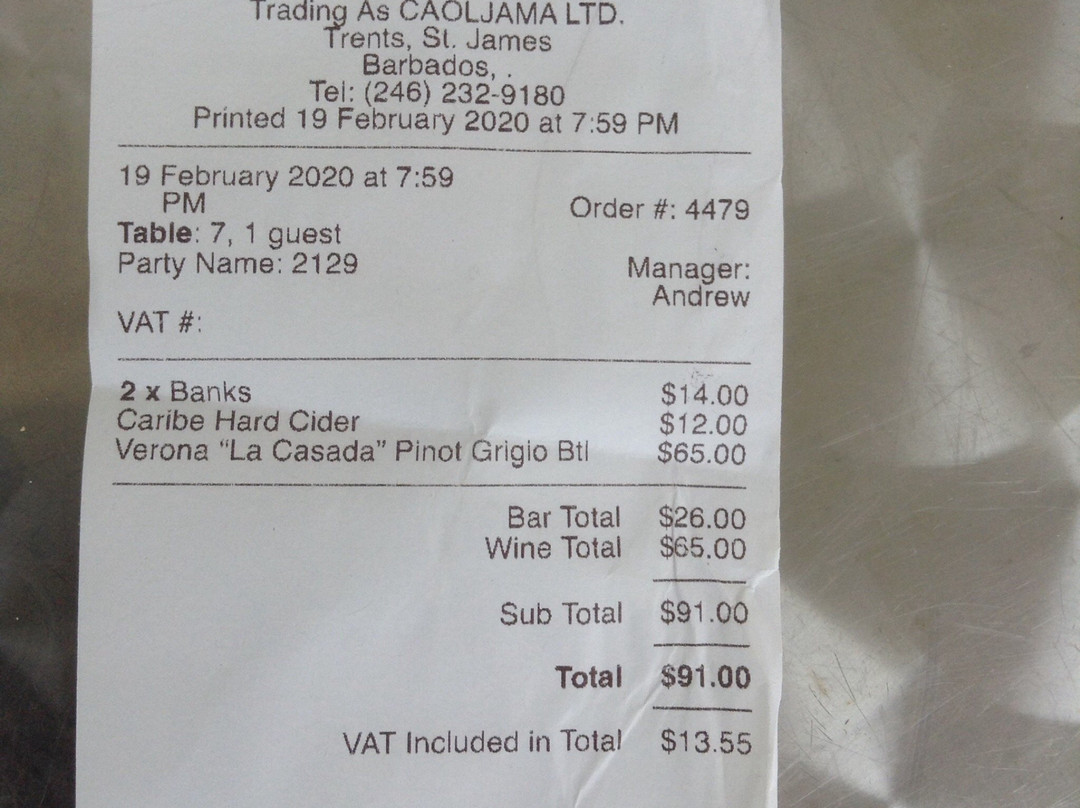 Trading As CAOLJAMA LTD.
Trents, St. James
Barbados, .
Tel: (246) 232-9180
Printed 19 February 2020 at 7:59 PM
19 February 2020 at 7:59
PM
Order #: 4479
Table: 7, 1 guest
Party Name: 2129
Manager:
Andrew
VAT #:
2 x Banks $14.00
Caribe Hard Cider $12.00
Verona “La Casada” Pinot Grigio Btl $65.00
Bar Total $26.00
Wine Total $65.00
Sub Total $91.00
Total $91.00
VAT Included in Total $13.55